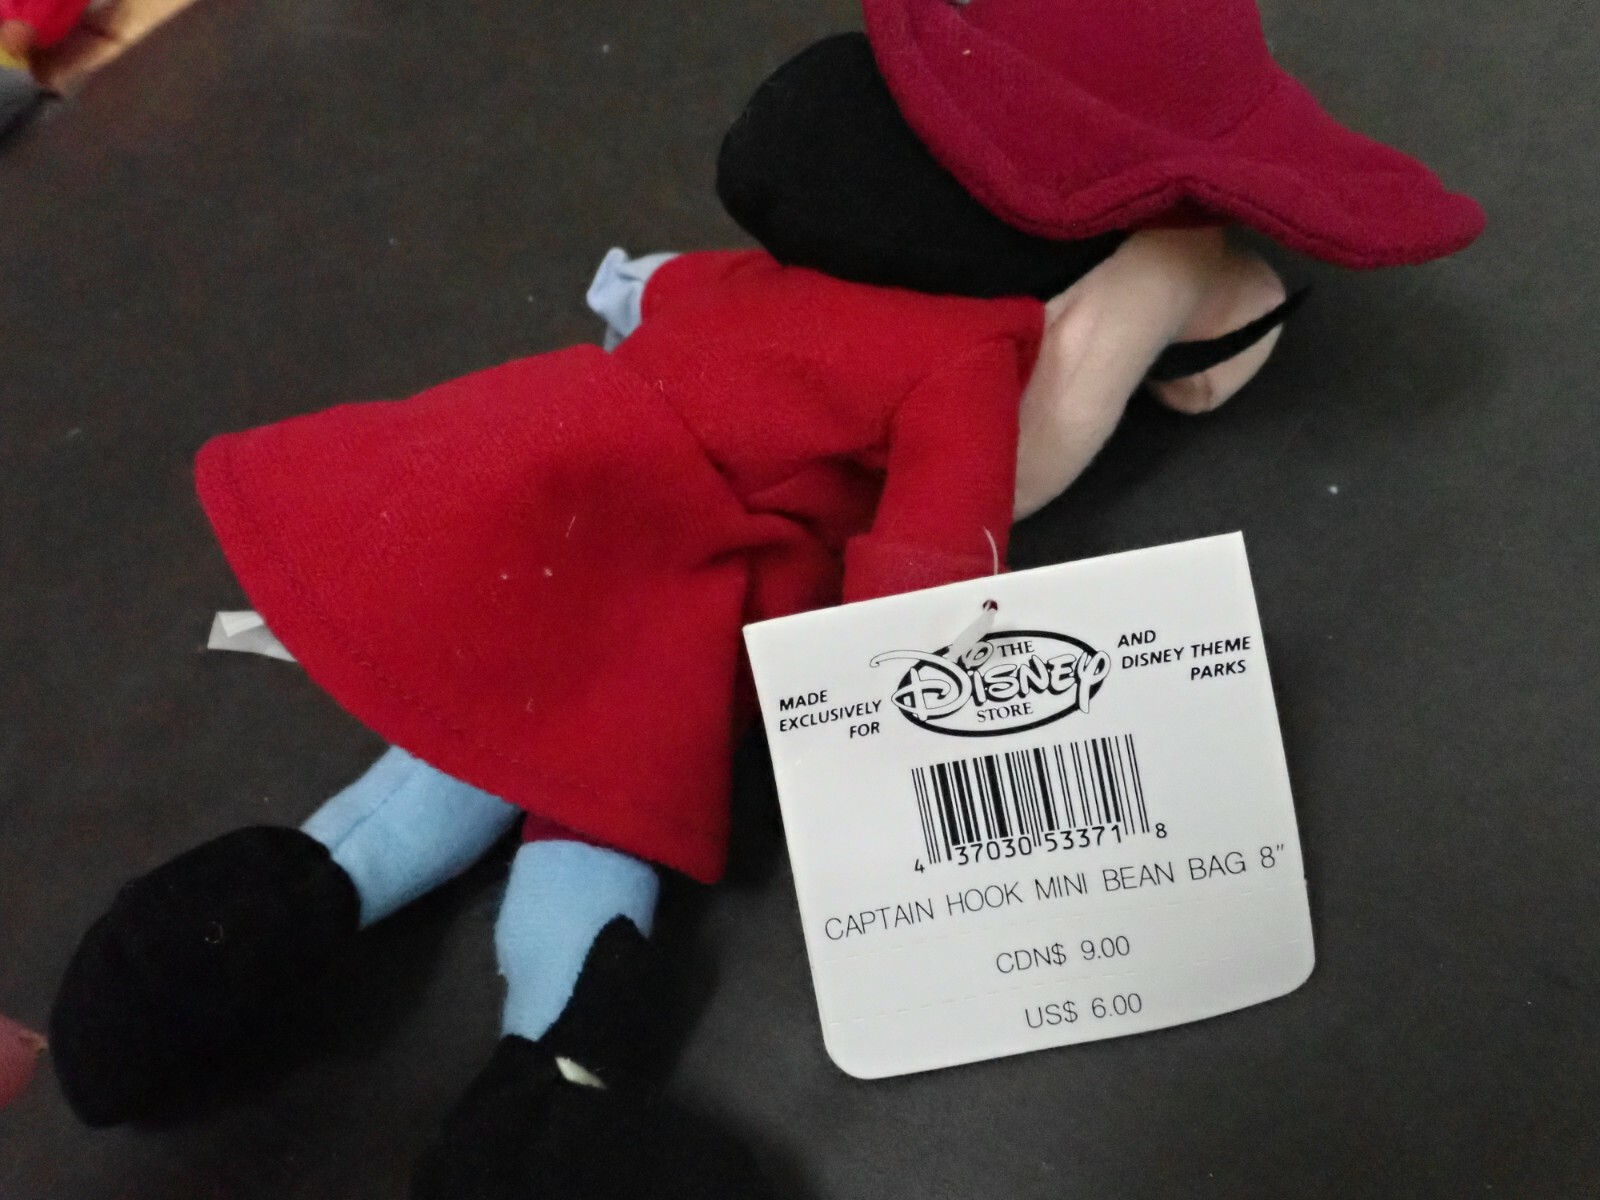 MADE
EXCLUSIVELY
FOR
THE
DISNEY
STORE
AND
DISNEY THEME
PARKS
4 37030 53371 8
CAPTAIN HOOK MINI BEAN BAG 8"
CDN$ 9.00
US$ 6.00